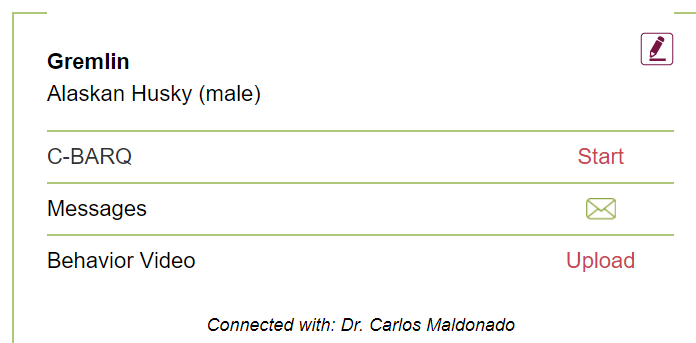 Gremlin
Alaskan Husky (male)
C-BARQ Start
Messages
Behavior Video Upload
Connected with: Dr. Carlos Maldonado